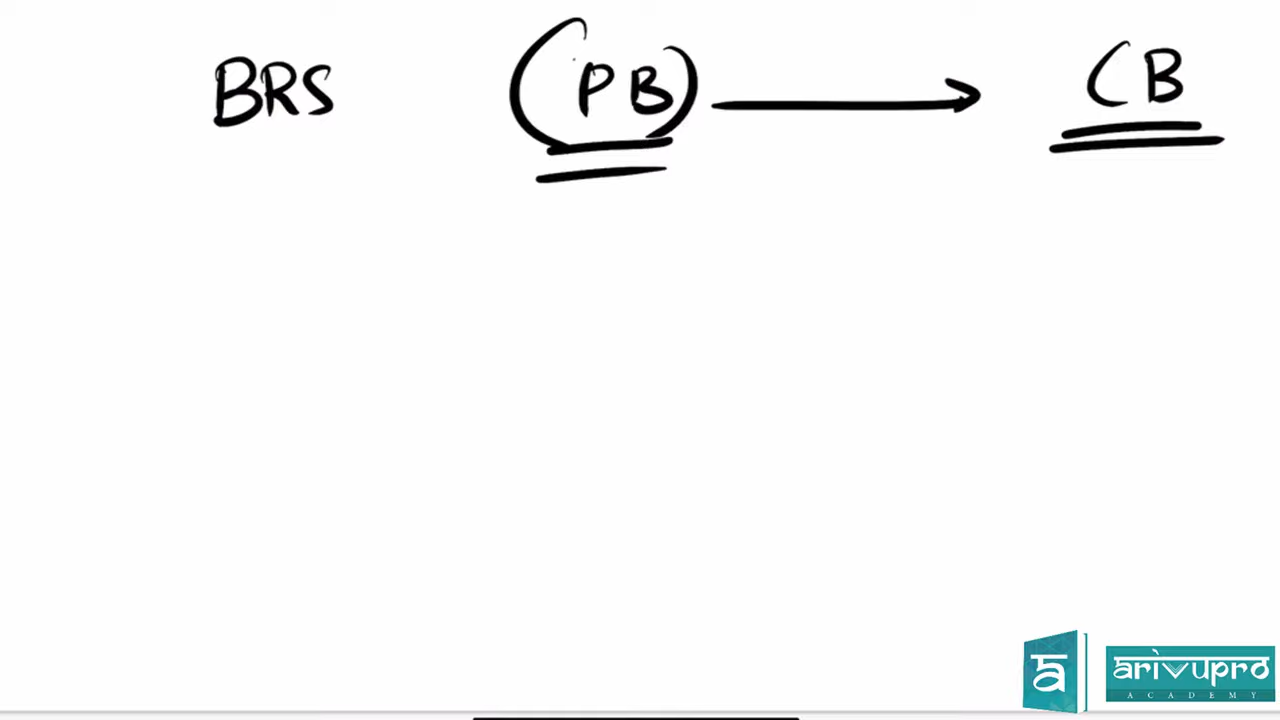 BRS (PB) → CB
ā arivupro
ACADEMY